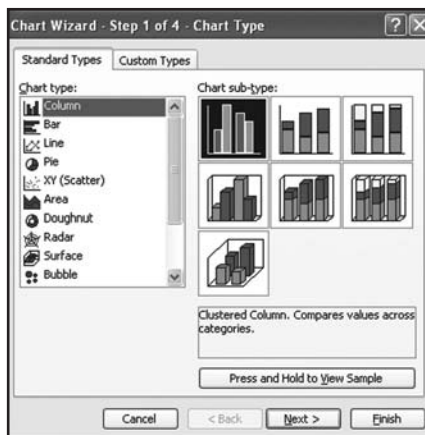 Chart Wizard - Step 1 of 4 - Chart Type
Standard Types
Custom Types
Chart type:
Column
Bar
Line
Pie
XY (Scatter)
Area
Doughnut
Radar
Surface
Bubble
Chart sub-type:
Clustered Column. Compares values across
categories.
Press and Hold to View Sample
Cancel
< Back
Next >
Finish